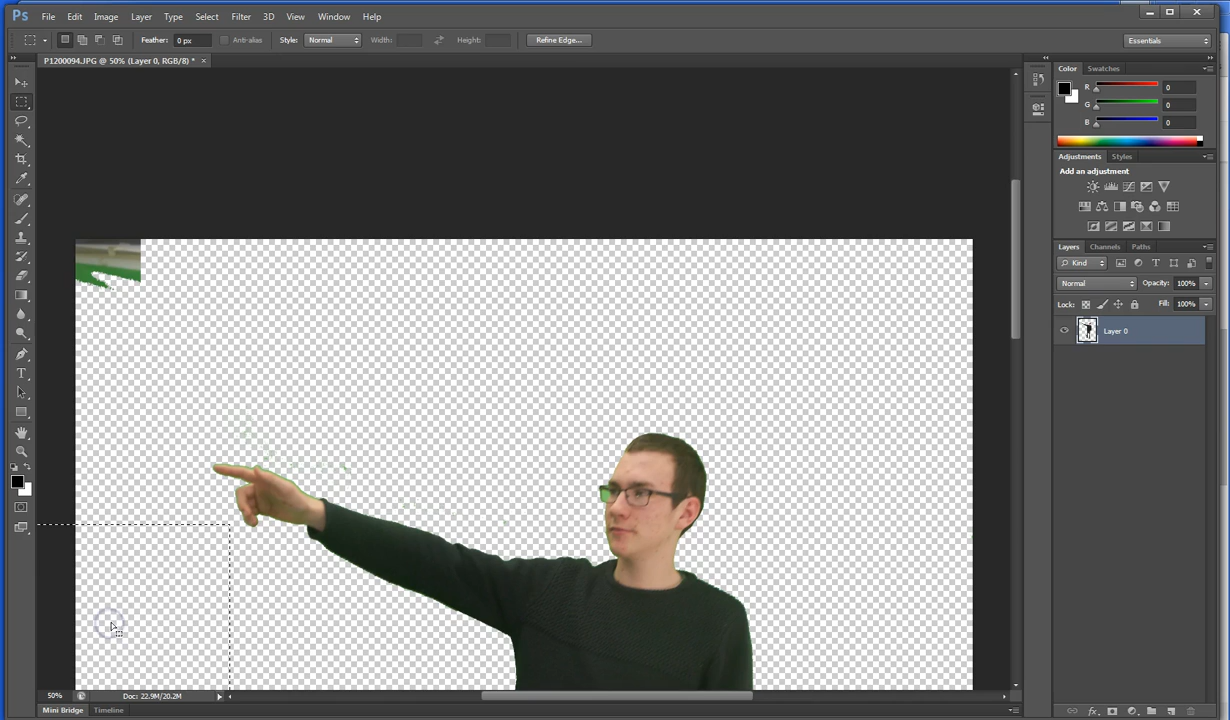 Ps File Edit Image Layer Type Select Filter 3D View Window Help
Feather: 0 px Anti-alias Style: Normal Width: Height: Refine Edge... Essentials
P1200094.JPG @ 50% (Layer 0, RGB/8) * ×
Color Swatches
R 0
G 0
B 0
Adjustments Styles
Add an adjustment
Layers Channels Paths
Kind
Normal Opacity: 100%
Lock: Fill: 100%
Layer 0
50% Doc: 22.9M/20.2M
Mini Bridge Timeline